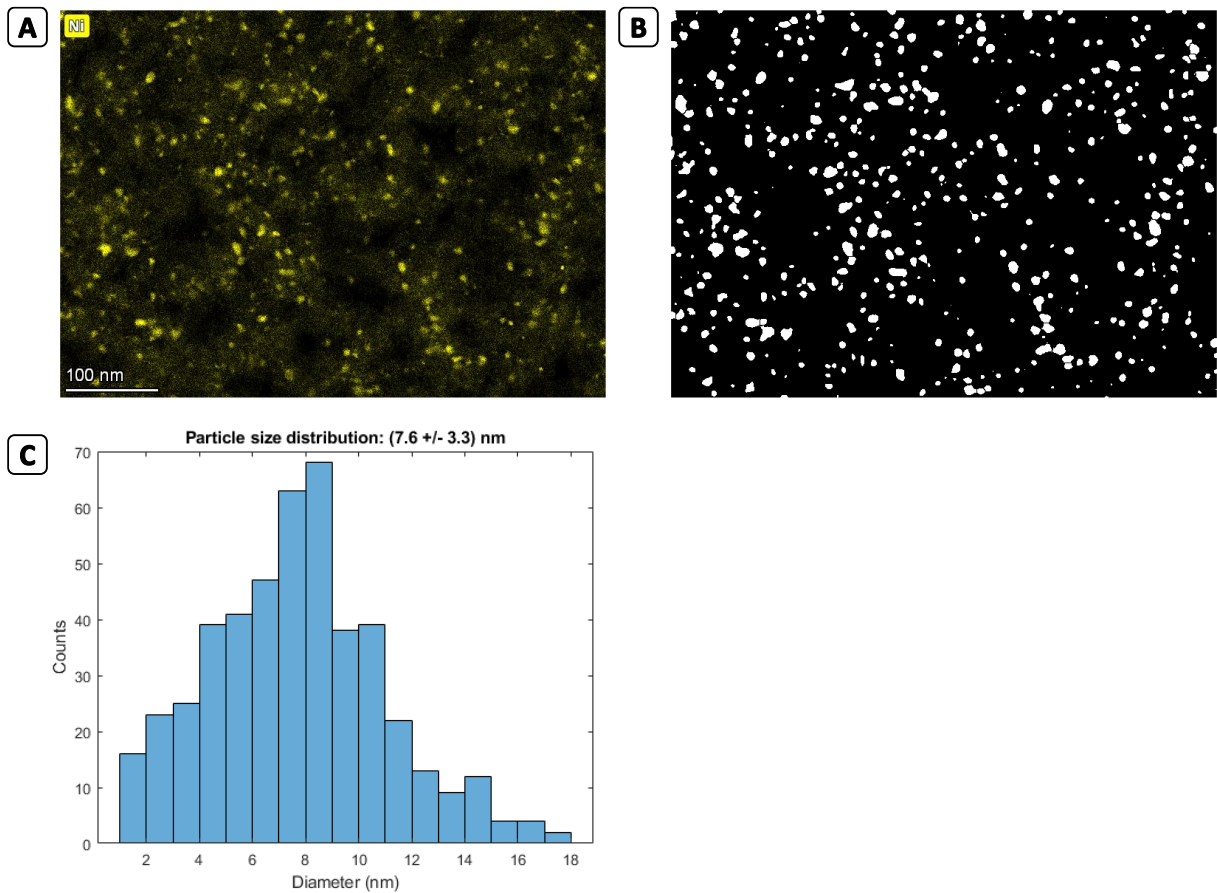 A
Ni
100 nm
B
C
Particle size distribution: (7.6 +/- 3.3) nm
70
60
50
40
30
20
10
0
Counts
2 4 6 8 10 12 14 16 18
Diameter (nm)